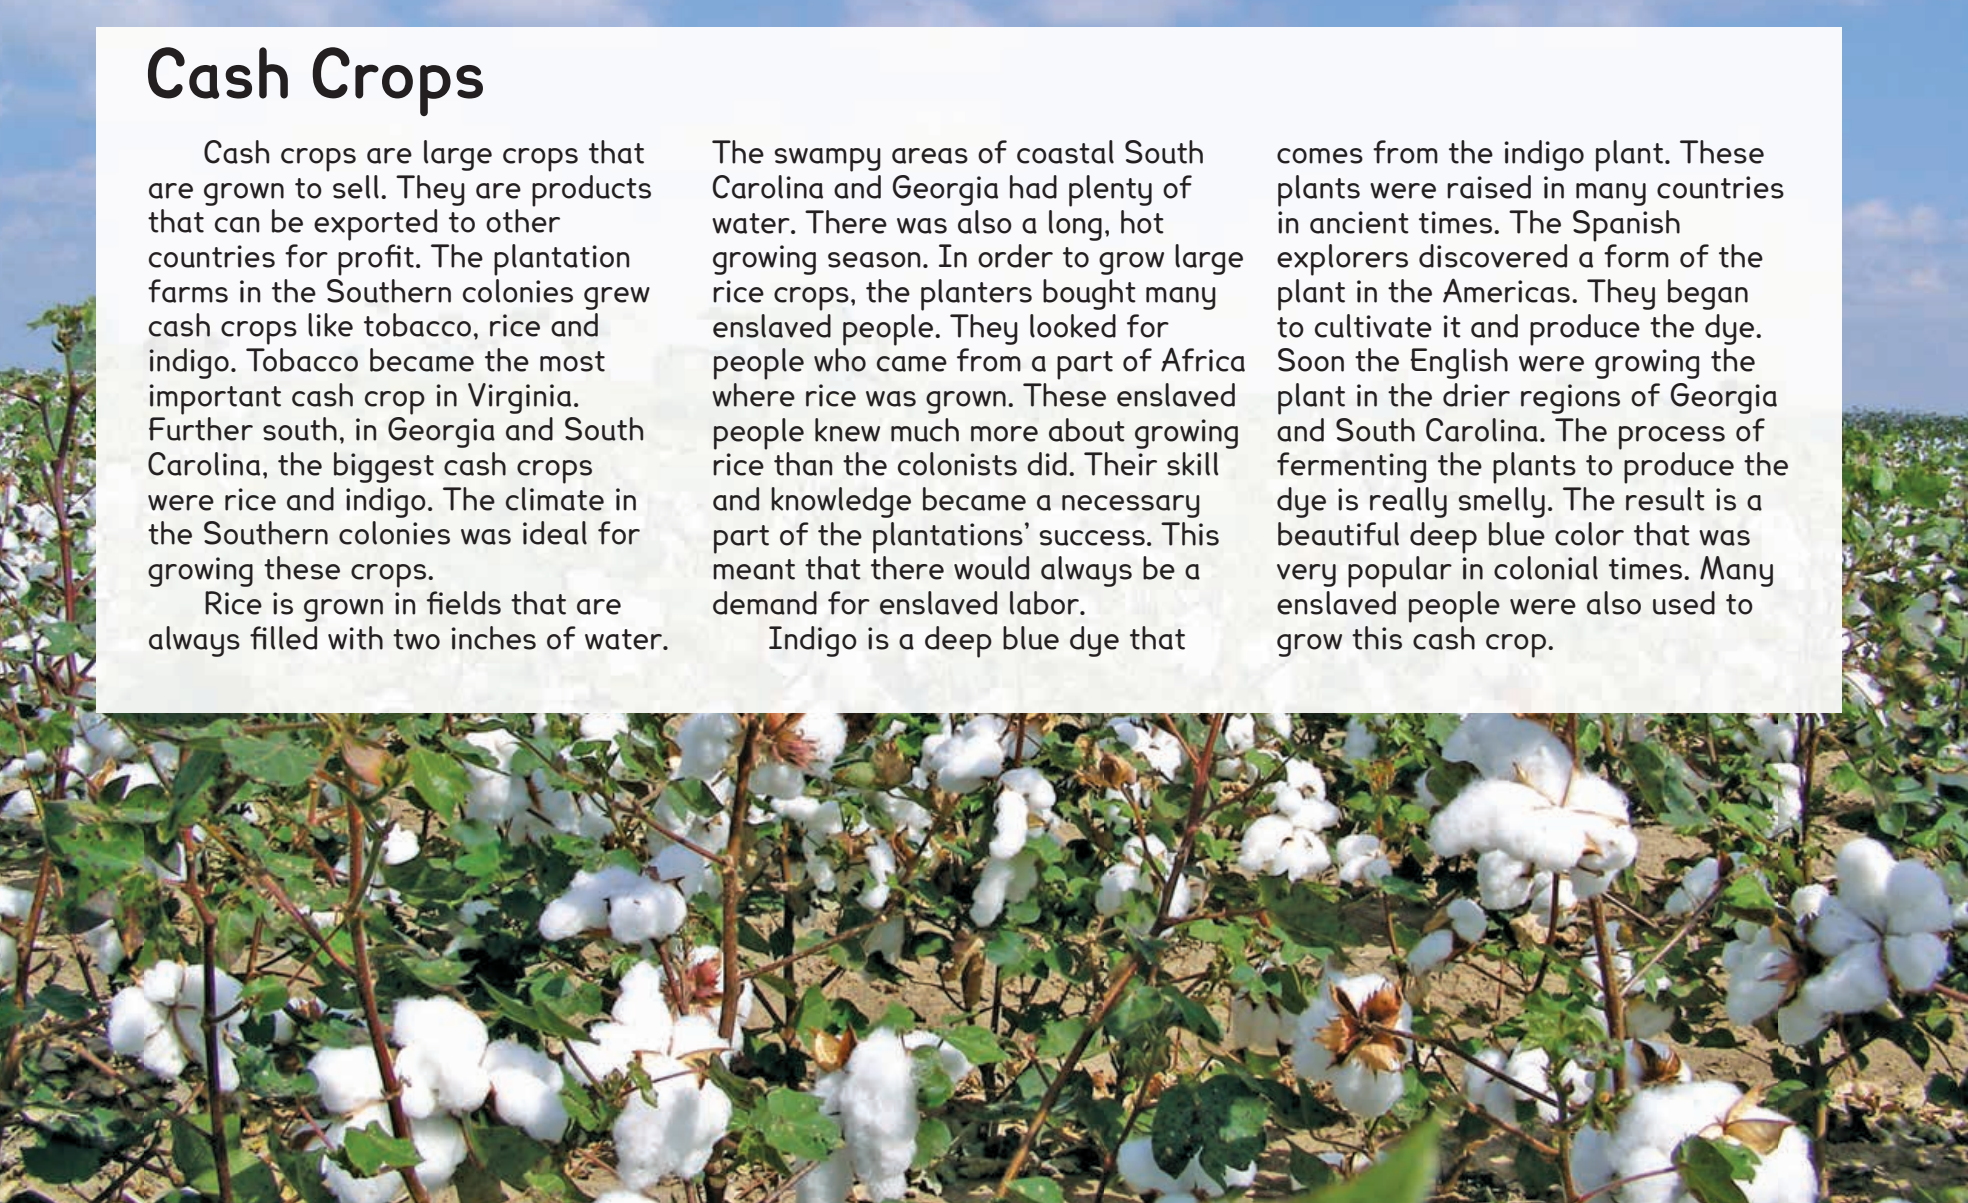 Cash Crops
Cash crops are large crops that
are grown to sell. They are products
that can be exported to other
countries for profit. The plantation
farms in the Southern colonies grew
cash crops like tobacco, rice and
indigo. Tobacco became the most
important cash crop in Virginia.
Further south, in Georgia and South
Carolina, the biggest cash crops
were rice and indigo. The climate in
the Southern colonies was ideal for
growing these crops.
Rice is grown in fields that are
always filled with two inches of water.
The swampy areas of coastal South
Carolina and Georgia had plenty of
water. There was also a long, hot
growing season. In order to grow large
rice crops, the planters bought many
enslaved people. They looked for
people who came from a part of Africa
where rice was grown. These enslaved
people knew much more about growing
rice than the colonists did. Their skill
and knowledge became a necessary
part of the plantations' success. This
meant that there would always be a
demand for enslaved labor.
Indigo is a deep blue dye that
comes from the indigo plant. These
plants were raised in many countries
in ancient times. The Spanish
explorers discovered a form of the
plant in the Americas. They began
to cultivate it and produce the dye.
Soon the English were growing the
plant in the drier regions of Georgia
and South Carolina. The process of
fermenting the plants to produce the
dye is really smelly. The result is a
beautiful deep blue color that was
very popular in colonial times. Many
enslaved people were also used to
grow this cash crop.